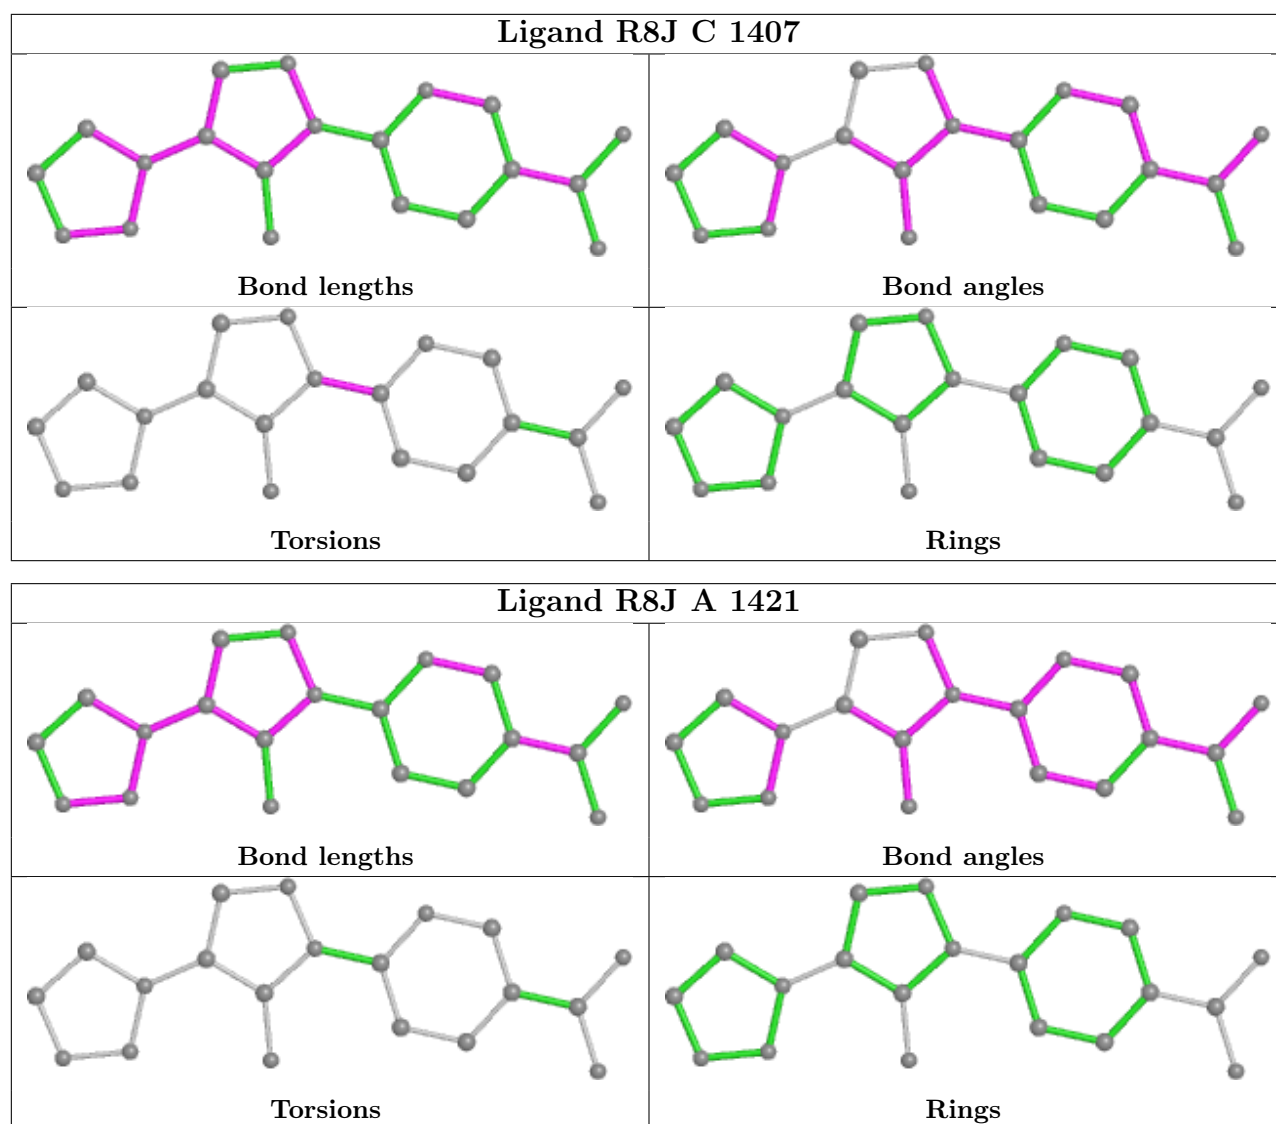 Ligand R8J C 1407
Bond lengths
Bond angles
Torsions
Rings
Ligand R8J A 1421
Bond lengths
Bond angles
Torsions
Rings